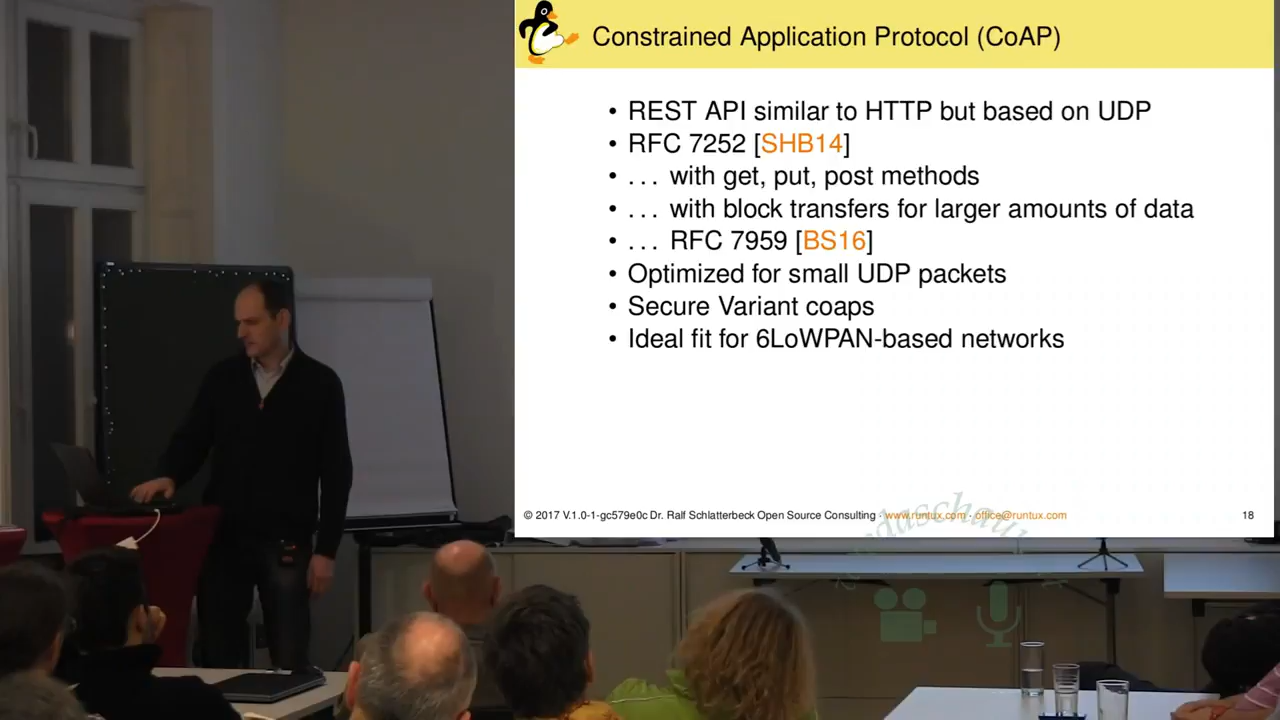 Constrained Application Protocol (CoAP)
• REST API similar to HTTP but based on UDP
• RFC 7252 [SHB14]
• . . . with get, put, post methods
• . . . with block transfers for larger amounts of data
• . . . RFC 7959 [BS16]
• Optimized for small UDP packets
• Secure Variant coaps
• Ideal fit for 6LoWPAN-based networks
© 2017 V.1.0-1-gc579e0c Dr. Ralf Schlatterbeck Open Source Consulting · www.runtux.com · office@runtux.com
18